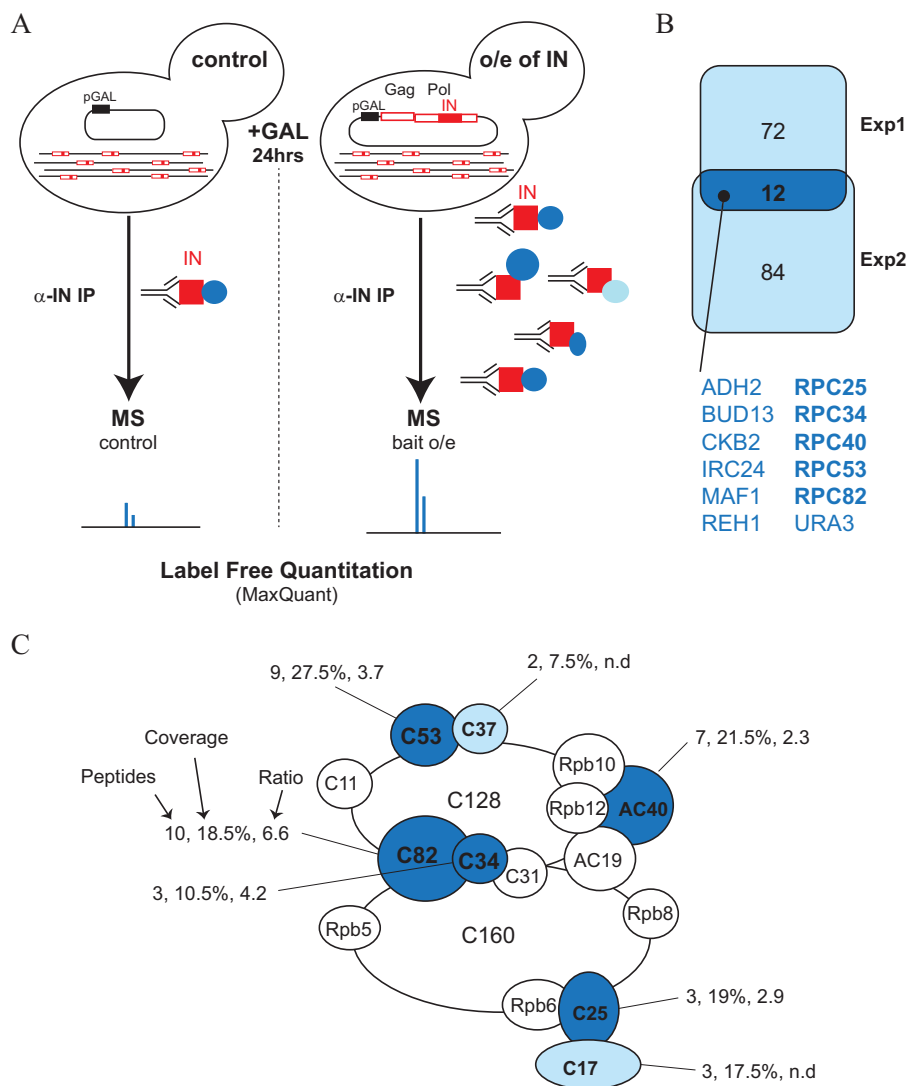 A
control
pGAL
+GAL
24hrs
o/e of IN
Gag Pol
pGAL IN
IN
α-IN IP
MS
control
IN
α-IN IP
MS
bait o/e
Label Free Quantitation
(MaxQuant)
B
72
Exp1
12
84
Exp2
ADH2 RPC25
BUD13 RPC34
CKB2 RPC40
IRC24 RPC53
MAF1 RPC82
REH1 URA3
C
9, 27.5%, 3.7
2, 7.5%, n.d
7, 21.5%, 2.3
Coverage
Peptides
Ratio
10, 18.5%, 6.6
3, 10.5%, 4.2
C53
C37
C11
C128
Rpb10
Rpb12
AC40
C82
C34
C31
AC19
Rpb5
C160
Rpb8
Rpb6
C25
3, 19%, 2.9
C17
3, 17.5%, n.d